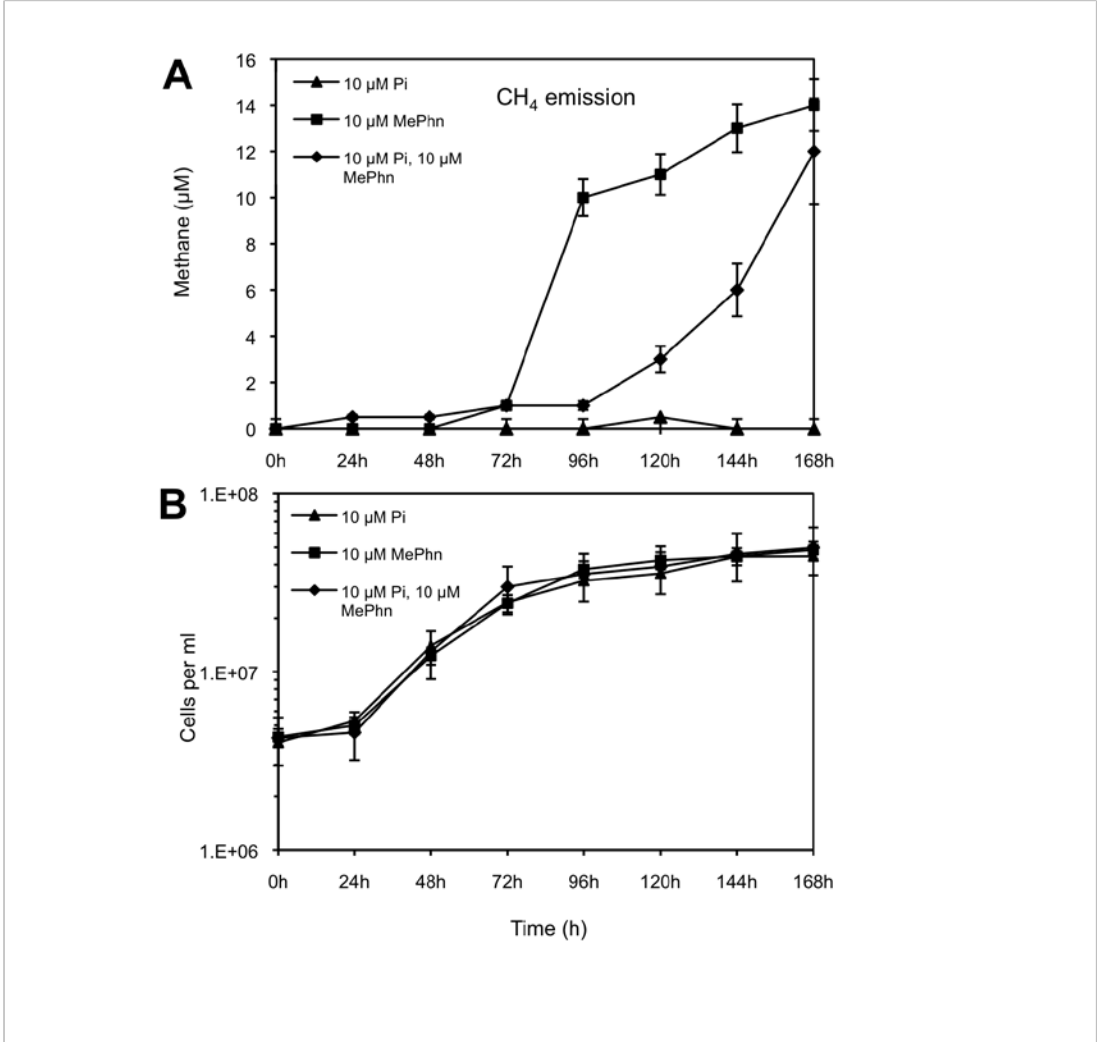 A
16
14
12
10
8
6
4
2
0
Methane (µM)
10 µM Pi
10 µM MePhn
10 µM Pi, 10 µM
MePhn
CH₄ emission
0h 24h 48h 72h 96h 120h 144h 168h
B
1.E+08
1.E+07
1.E+06
Cells per ml
10 µM Pi
10 µM MePhn
10 µM Pi, 10 µM
MePhn
0h 24h 48h 72h 96h 120h 144h 168h
Time (h)